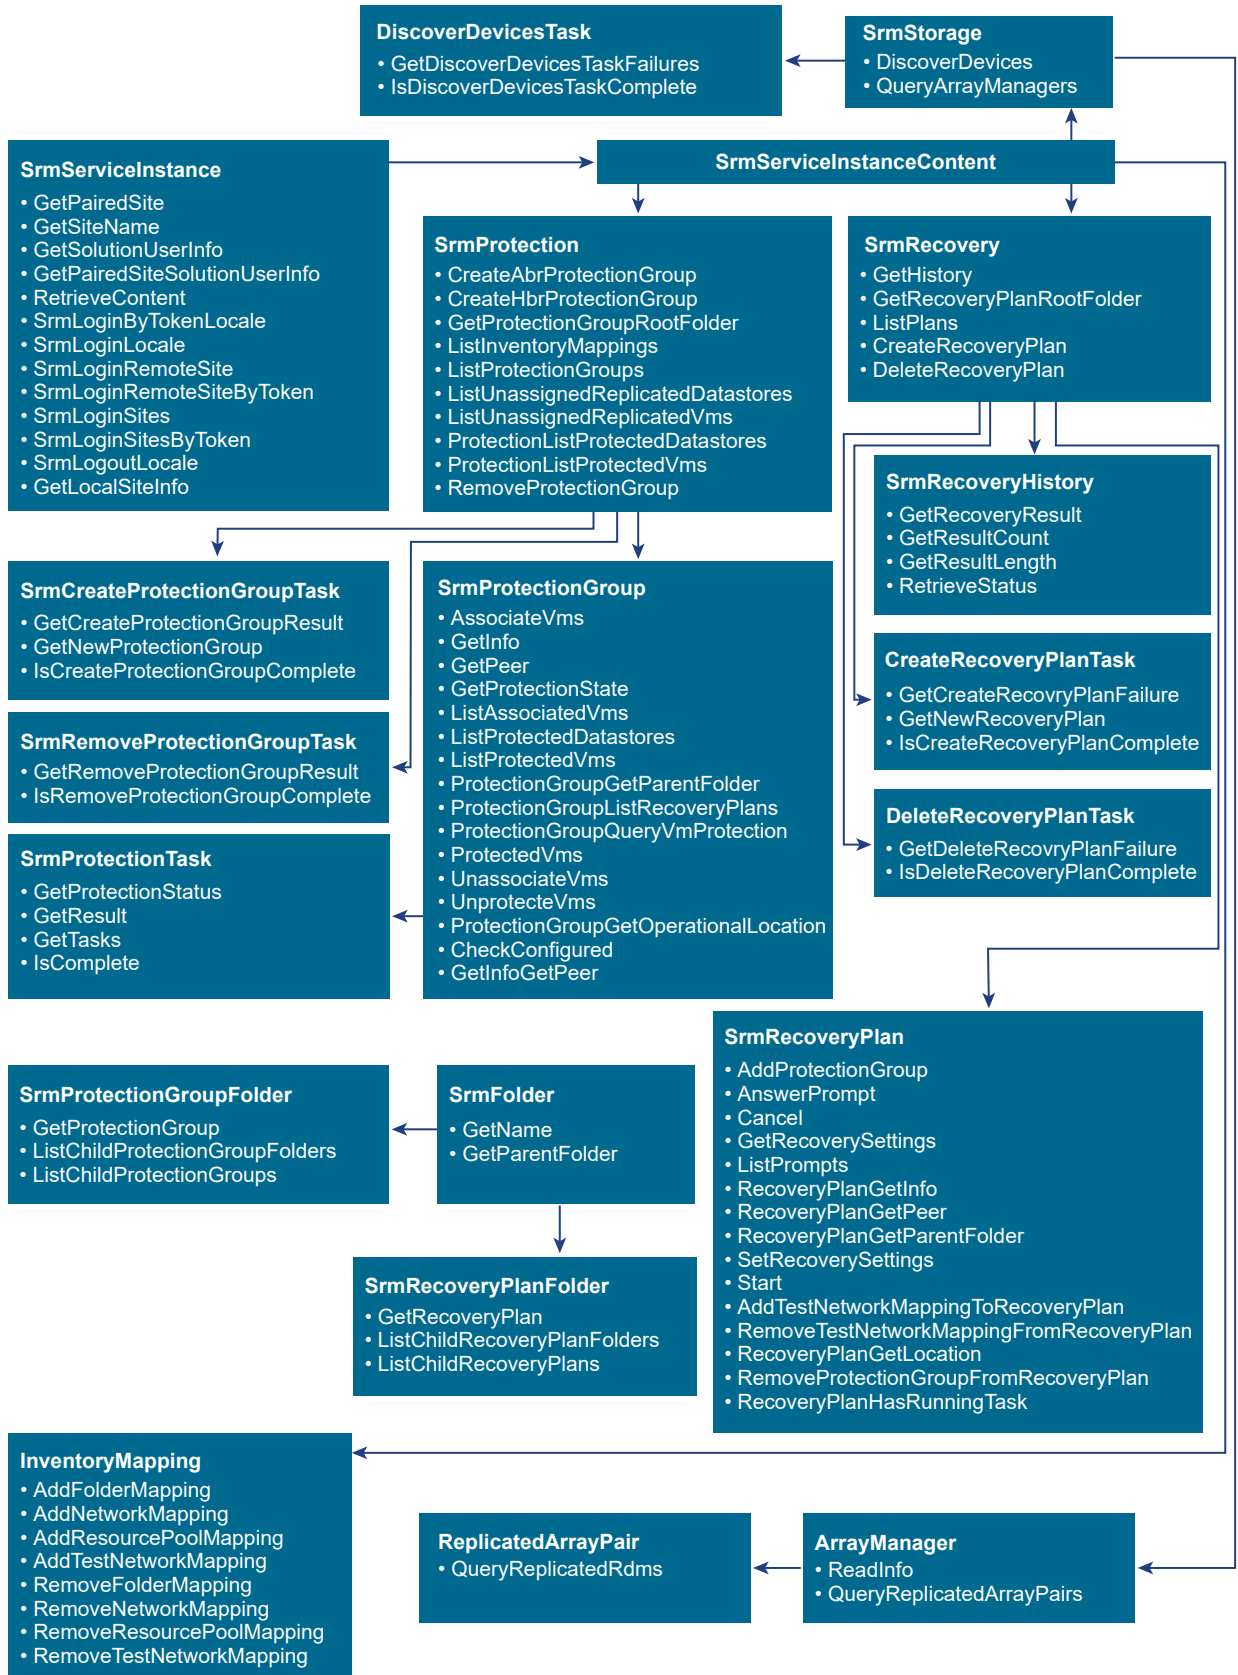 DiscoverDevicesTask
• GetDiscoverDevicesTaskFailures
• IsDiscoverDevicesTaskComplete
SrmStorage
• DiscoverDevices
• QueryArrayManagers
SrmServiceInstance
• GetPairedSite
• GetSiteName
• GetSolutionUserInfo
• GetPairedSiteSolutionUserInfo
• RetrieveContent
• SrmLoginByTokenLocale
• SrmLoginLocale
• SrmLoginRemoteSite
• SrmLoginRemoteSiteByToken
• SrmLoginSites
• SrmLoginSitesByToken
• SrmLogoutLocale
• GetLocalSiteInfo
SrmServiceInstanceContent
SrmProtection
• CreateAbrProtectionGroup
• CreateHbrProtectionGroup
• GetProtectionGroupRootFolder
• ListInventoryMappings
• ListProtectionGroups
• ListUnassignedReplicatedDatastores
• ListUnassignedReplicatedVms
• ProtectionListProtectedDatastores
• ProtectionListProtectedVms
• RemoveProtectionGroup
SrmRecovery
• GetHistory
• GetRecoveryPlanRootFolder
• ListPlans
• CreateRecoveryPlan
• DeleteRecoveryPlan
SrmRecoveryHistory
• GetRecoveryResult
• GetResultCount
• GetResultLength
• RetrieveStatus
SrmCreateProtectionGroupTask
• GetCreateProtectionGroupResult
• GetNewProtectionGroup
• IsCreateProtectionGroupComplete
SrmProtectionGroup
• AssociateVms
• GetInfo
• GetPeer
• GetProtectionState
• ListAssociatedVms
• ListProtectedDatastores
• ListProtectedVms
• ProtectionGroupGetParentFolder
• ProtectionGroupListRecoveryPlans
• ProtectionGroupQueryVmProtection
• ProtectedVms
• UnassociateVms
• UnprotecteVms
• ProtectionGroupGetOperationalLocation
• CheckConfigured
• GetInfoGetPeer
CreateRecoveryPlanTask
• GetCreateRecovryPlanFailure
• GetNewRecoveryPlan
• IsCreateRecoveryPlanComplete
SrmRemoveProtectionGroupTask
• GetRemoveProtectionGroupResult
• IsRemoveProtectionGroupComplete
DeleteRecoveryPlanTask
• GetDeleteRecovryPlanFailure
• IsDeleteRecoveryPlanComplete
SrmProtectionTask
• GetProtectionStatus
• GetResult
• GetTasks
• IsComplete
SrmRecoveryPlan
• AddProtectionGroup
• AnswerPrompt
• Cancel
• GetRecoverySettings
• ListPrompts
• RecoveryPlanGetInfo
• RecoveryPlanGetPeer
• RecoveryPlanGetParentFolder
• SetRecoverySettings
• Start
• AddTestNetworkMappingToRecoveryPlan
• RemoveTestNetworkMappingFromRecoveryPlan
• RecoveryPlanGetLocation
• RemoveProtectionGroupFromRecoveryPlan
• RecoveryPlanHasRunningTask
SrmProtectionGroupFolder
• GetProtectionGroup
• ListChildProtectionGroupFolders
• ListChildProtectionGroups
SrmFolder
• GetName
• GetParentFolder
SrmRecoveryPlanFolder
• GetRecoveryPlan
• ListChildRecoveryPlanFolders
• ListChildRecoveryPlans
InventoryMapping
• AddFolderMapping
• AddNetworkMapping
• AddResourcePoolMapping
• AddTestNetworkMapping
• RemoveFolderMapping
• RemoveNetworkMapping
• RemoveResourcePoolMapping
• RemoveTestNetworkMapping
ReplicatedArrayPair
• QueryReplicatedRdms
ArrayManager
• ReadInfo
• QueryReplicatedArrayPairs